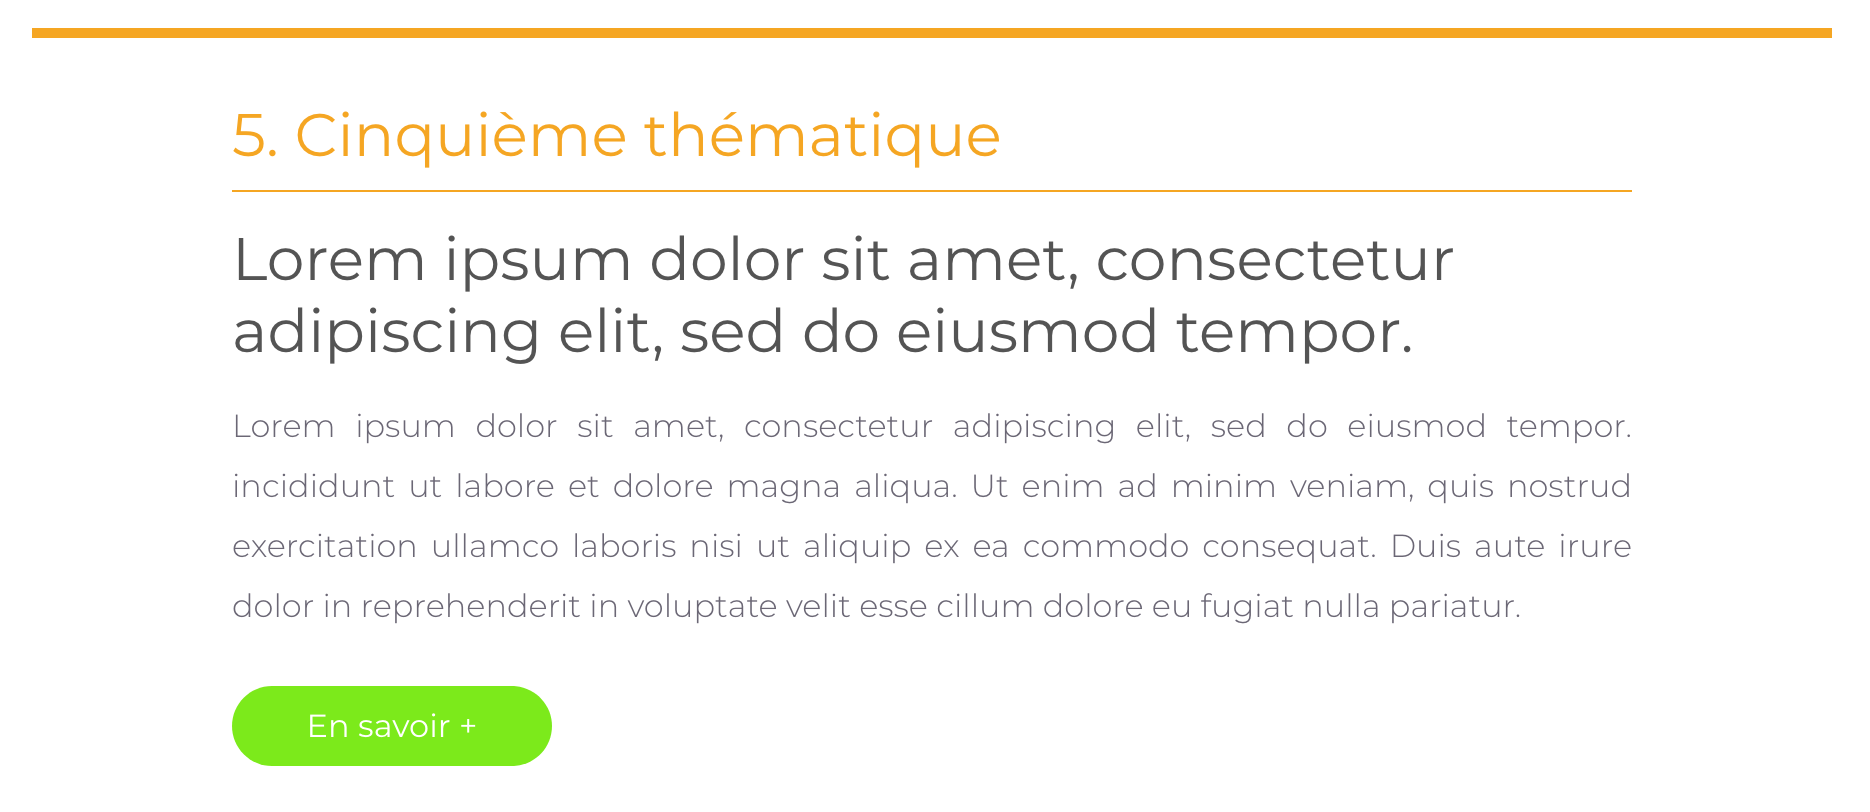 5. Cinquième thématique
Lorem ipsum dolor sit amet, consectetur
adipiscing elit, sed do eiusmod tempor.
Lorem ipsum dolor sit amet, consectetur adipiscing elit, sed do eiusmod tempor.
incididunt ut labore et dolore magna aliqua. Ut enim ad minim veniam, quis nostrud
exercitation ullamco laboris nisi ut aliquip ex ea commodo consequat. Duis aute irure
dolor in reprehenderit in voluptate velit esse cillum dolore eu fugiat nulla pariatur.
En savoir +